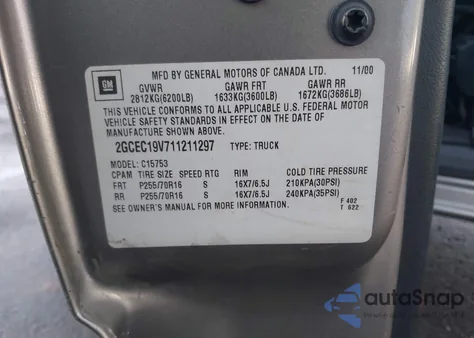 MFD BY GENERAL MOTORS OF CANADA LTD. 11/00
GM GVWR GAWR FRT GAWR RR
2812KG(6200LB) 1633KG(3600LB) 1672KG(3686LB)
THIS VEHICLE CONFORMS TO ALL APPLICABLE U.S. FEDERAL MOTOR
VEHICLE SAFETY STANDARDS IN EFFECT ON THE DATE OF
MANUFACTURE SHOWN ABOVE.
2GCEC19V711211297 TYPE: TRUCK
MODEL: C15753
CPAM TIRE SIZE SPEED RTG RIM COLD TIRE PRESSURE
FRT P255/70R16 S 16X7/6.5J 210KPA(30PSI)
RR P255/70R16 S 16X7/6.5J 240KPA(35PSI)
SEE OWNER'S MANUAL FOR MORE INFORMATION.
F 402
T 622
autoSnap